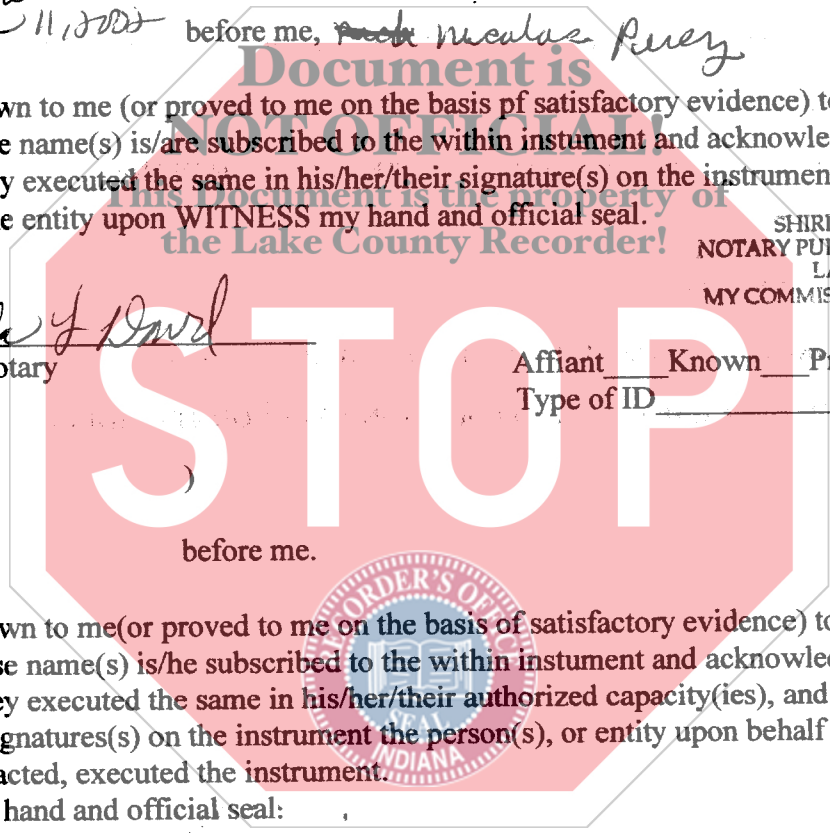 11, 2002 before me, Nicolas Perez
Document is
wn to me (or proved to me on the basis pf satisfactory evidence) to
NOT OFFICIAL!
e name(s) is/are subscribed to the within instument and acknowle
y executed the same in his/her/their signature(s) on the instrumen
This Document is the property of
e entity upon WITNESS my hand and official seal.
the Lake County Recorder!
SHIRL
NOTARY PUB
LA
MY COMMIS
otary
Affiant____Known___Pr
Type of ID
STOP
)
before me.
RECORDER'S OFFICE
wn to me(or proved to me on the basis of satisfactory evidence) to
se name(s) is/he subscribed to the within instument and acknowled
ey executed the same in his/her/their authorized capacity(ies), and
SEAL
gnatures(s) on the instrument the person(s), or entity upon behalf
INDIANA
acted, executed the instrument.
hand and official seal: